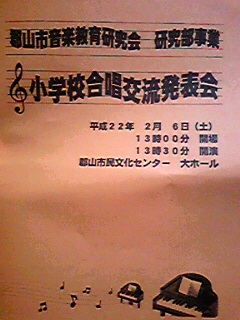 郡山市音楽教育研究会 研究部事業
小学校合唱交流発表会
平成22年 2月 6日（土）
13時00分 開場
13時30分 開演
郡山市民文化センター 大ホール